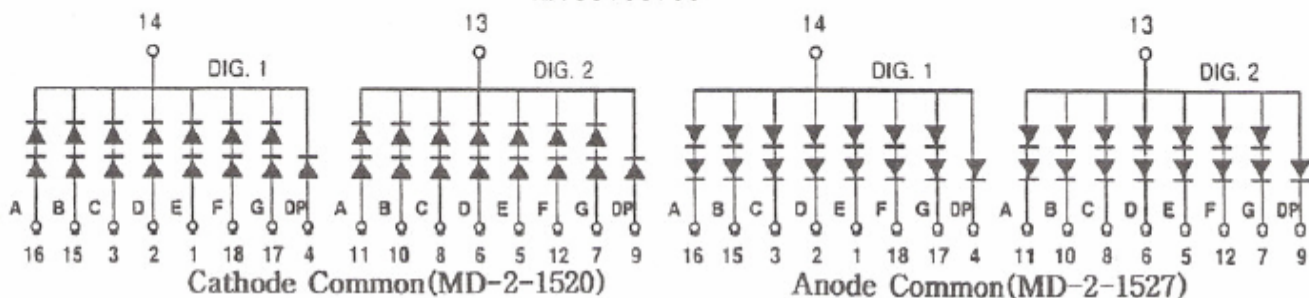 14 13 14 13
DIG. 1 DIG. 2 DIG. 1 DIG. 2
A B C D E F G DP A B C D E F G DP A B C D E F G DP A B C D E F G DP
16 15 3 2 1 18 17 4 11 10 8 6 5 12 7 9 16 15 3 2 1 18 17 4 11 10 8 6 5 12 7 9
Cathode Common(MD-2-1520) Anode Common(MD-2-1527)